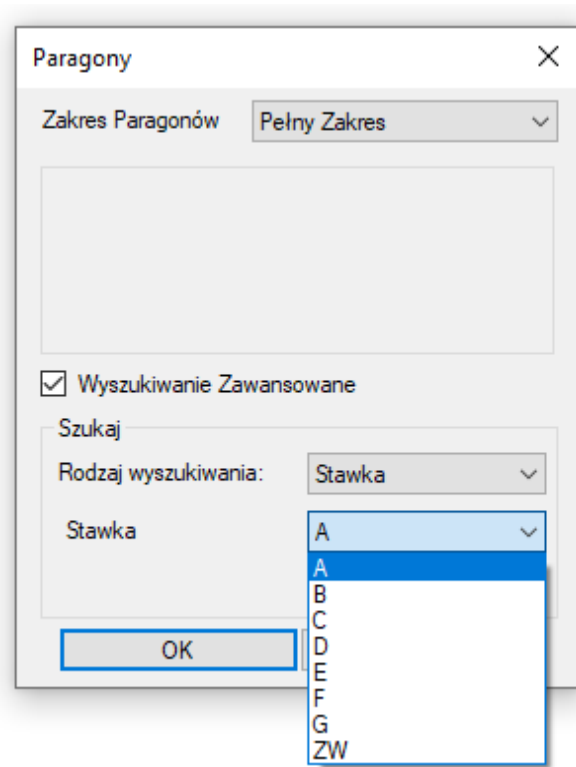 Paragony
Zakres Paragonów Pełny Zakres
Wyszukiwanie Zawansowane
Szukaj
Rodzaj wyszukiwania: Stawka
Stawka A
A
B
C
D
E
F
G
ZW
OK